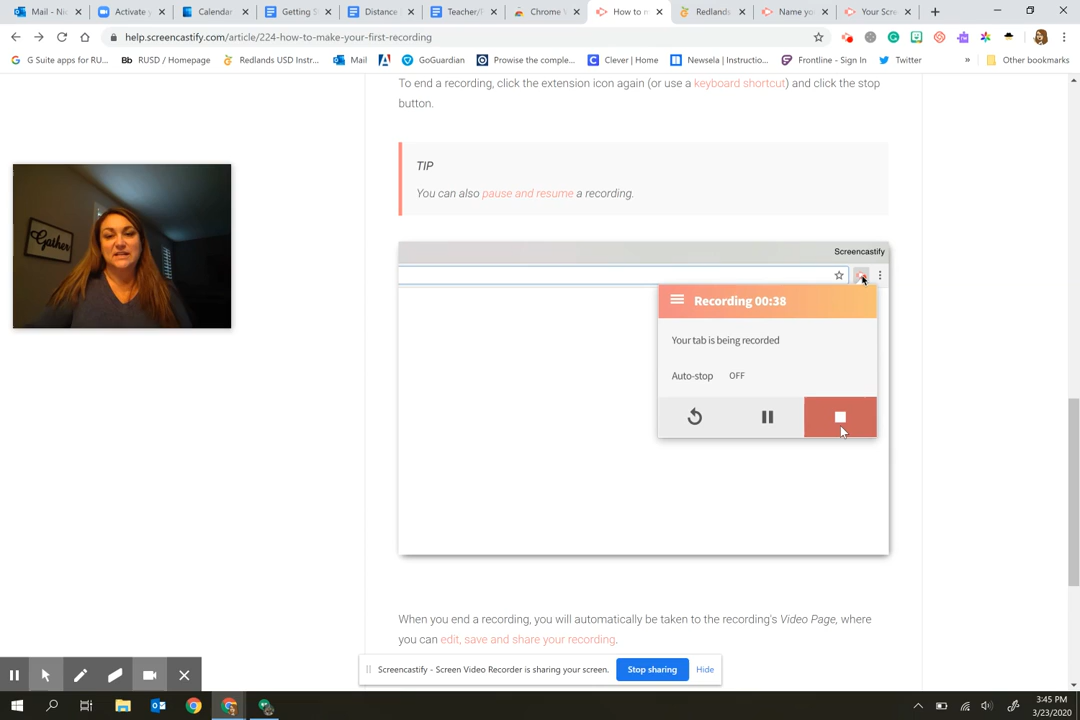 Mail - Nic
Activate y
Calendar
Getting S
Distance
Teacher/P
Chrome W
How to m
Redlands
Name yo
Your Scre
help.screencastify.com/article/224-how-to-make-your-first-recording
G Suite apps for RU...
Bb RUSD / Homepage
Redlands USD Instr...
Mail
GoGuardian
Prowise the comple...
Clever | Home
Newsela | Instructio...
Frontline - Sign In
Twitter
»
Other bookmarks
To end a recording, click the extension icon again (or use a keyboard shortcut) and click the stop
button.
TIP
You can also pause and resume a recording.
Gather
Screencastify
Recording 00:38
Your tab is being recorded
Auto-stop OFF
When you end a recording, you will automatically be taken to the recording's Video Page, where
you can edit, save and share your recording.
Screencastify - Screen Video Recorder is sharing your screen.
Stop sharing
Hide
3:45 PM
3/23/2020